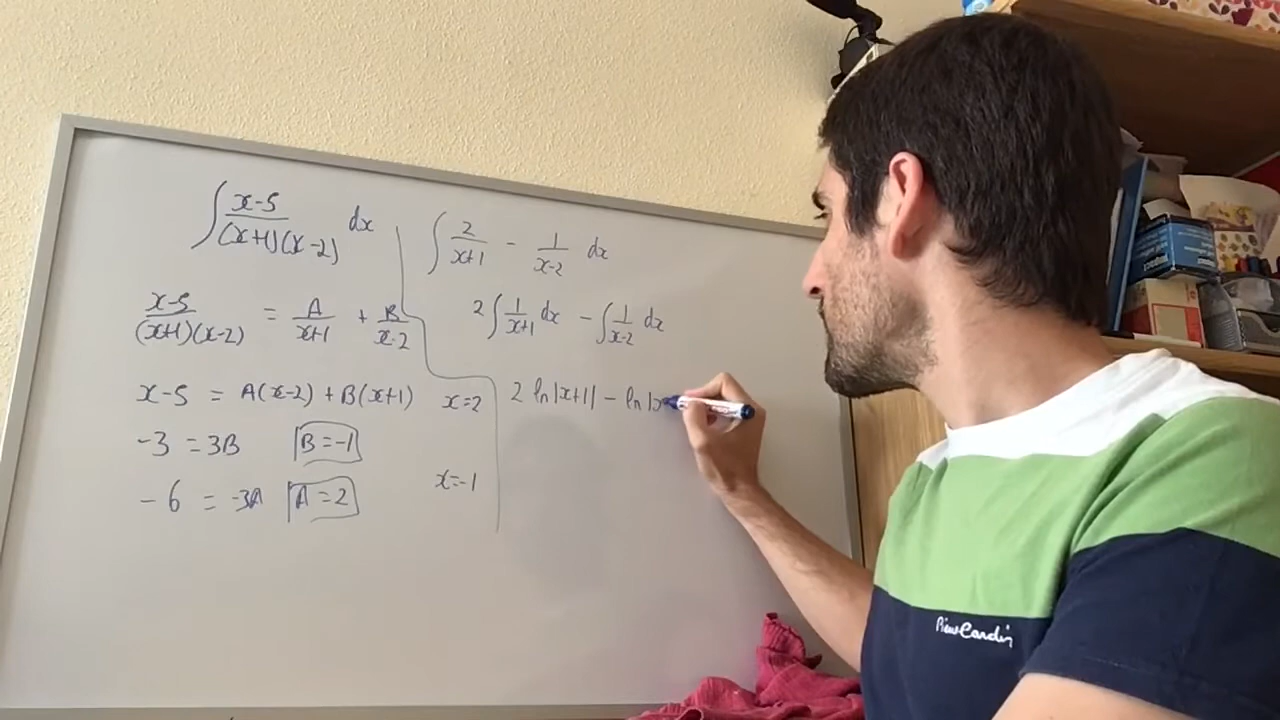 ∫ x-5 / (x+1)(x-2) dx
x-5 / (x+1)(x-2) = A / x+1 + B / x-2
x-5 = A(x-2) + B(x+1) x=2
-3 = 3B B=-1
-6 = -3A A=2 x=-1
∫ 2 / x+1 - 1 / x-2 dx
2 ∫ 1 / x+1 dx - ∫ 1 / x-2 dx
2 ln|x+1| - ln|x
Pierre Cardin